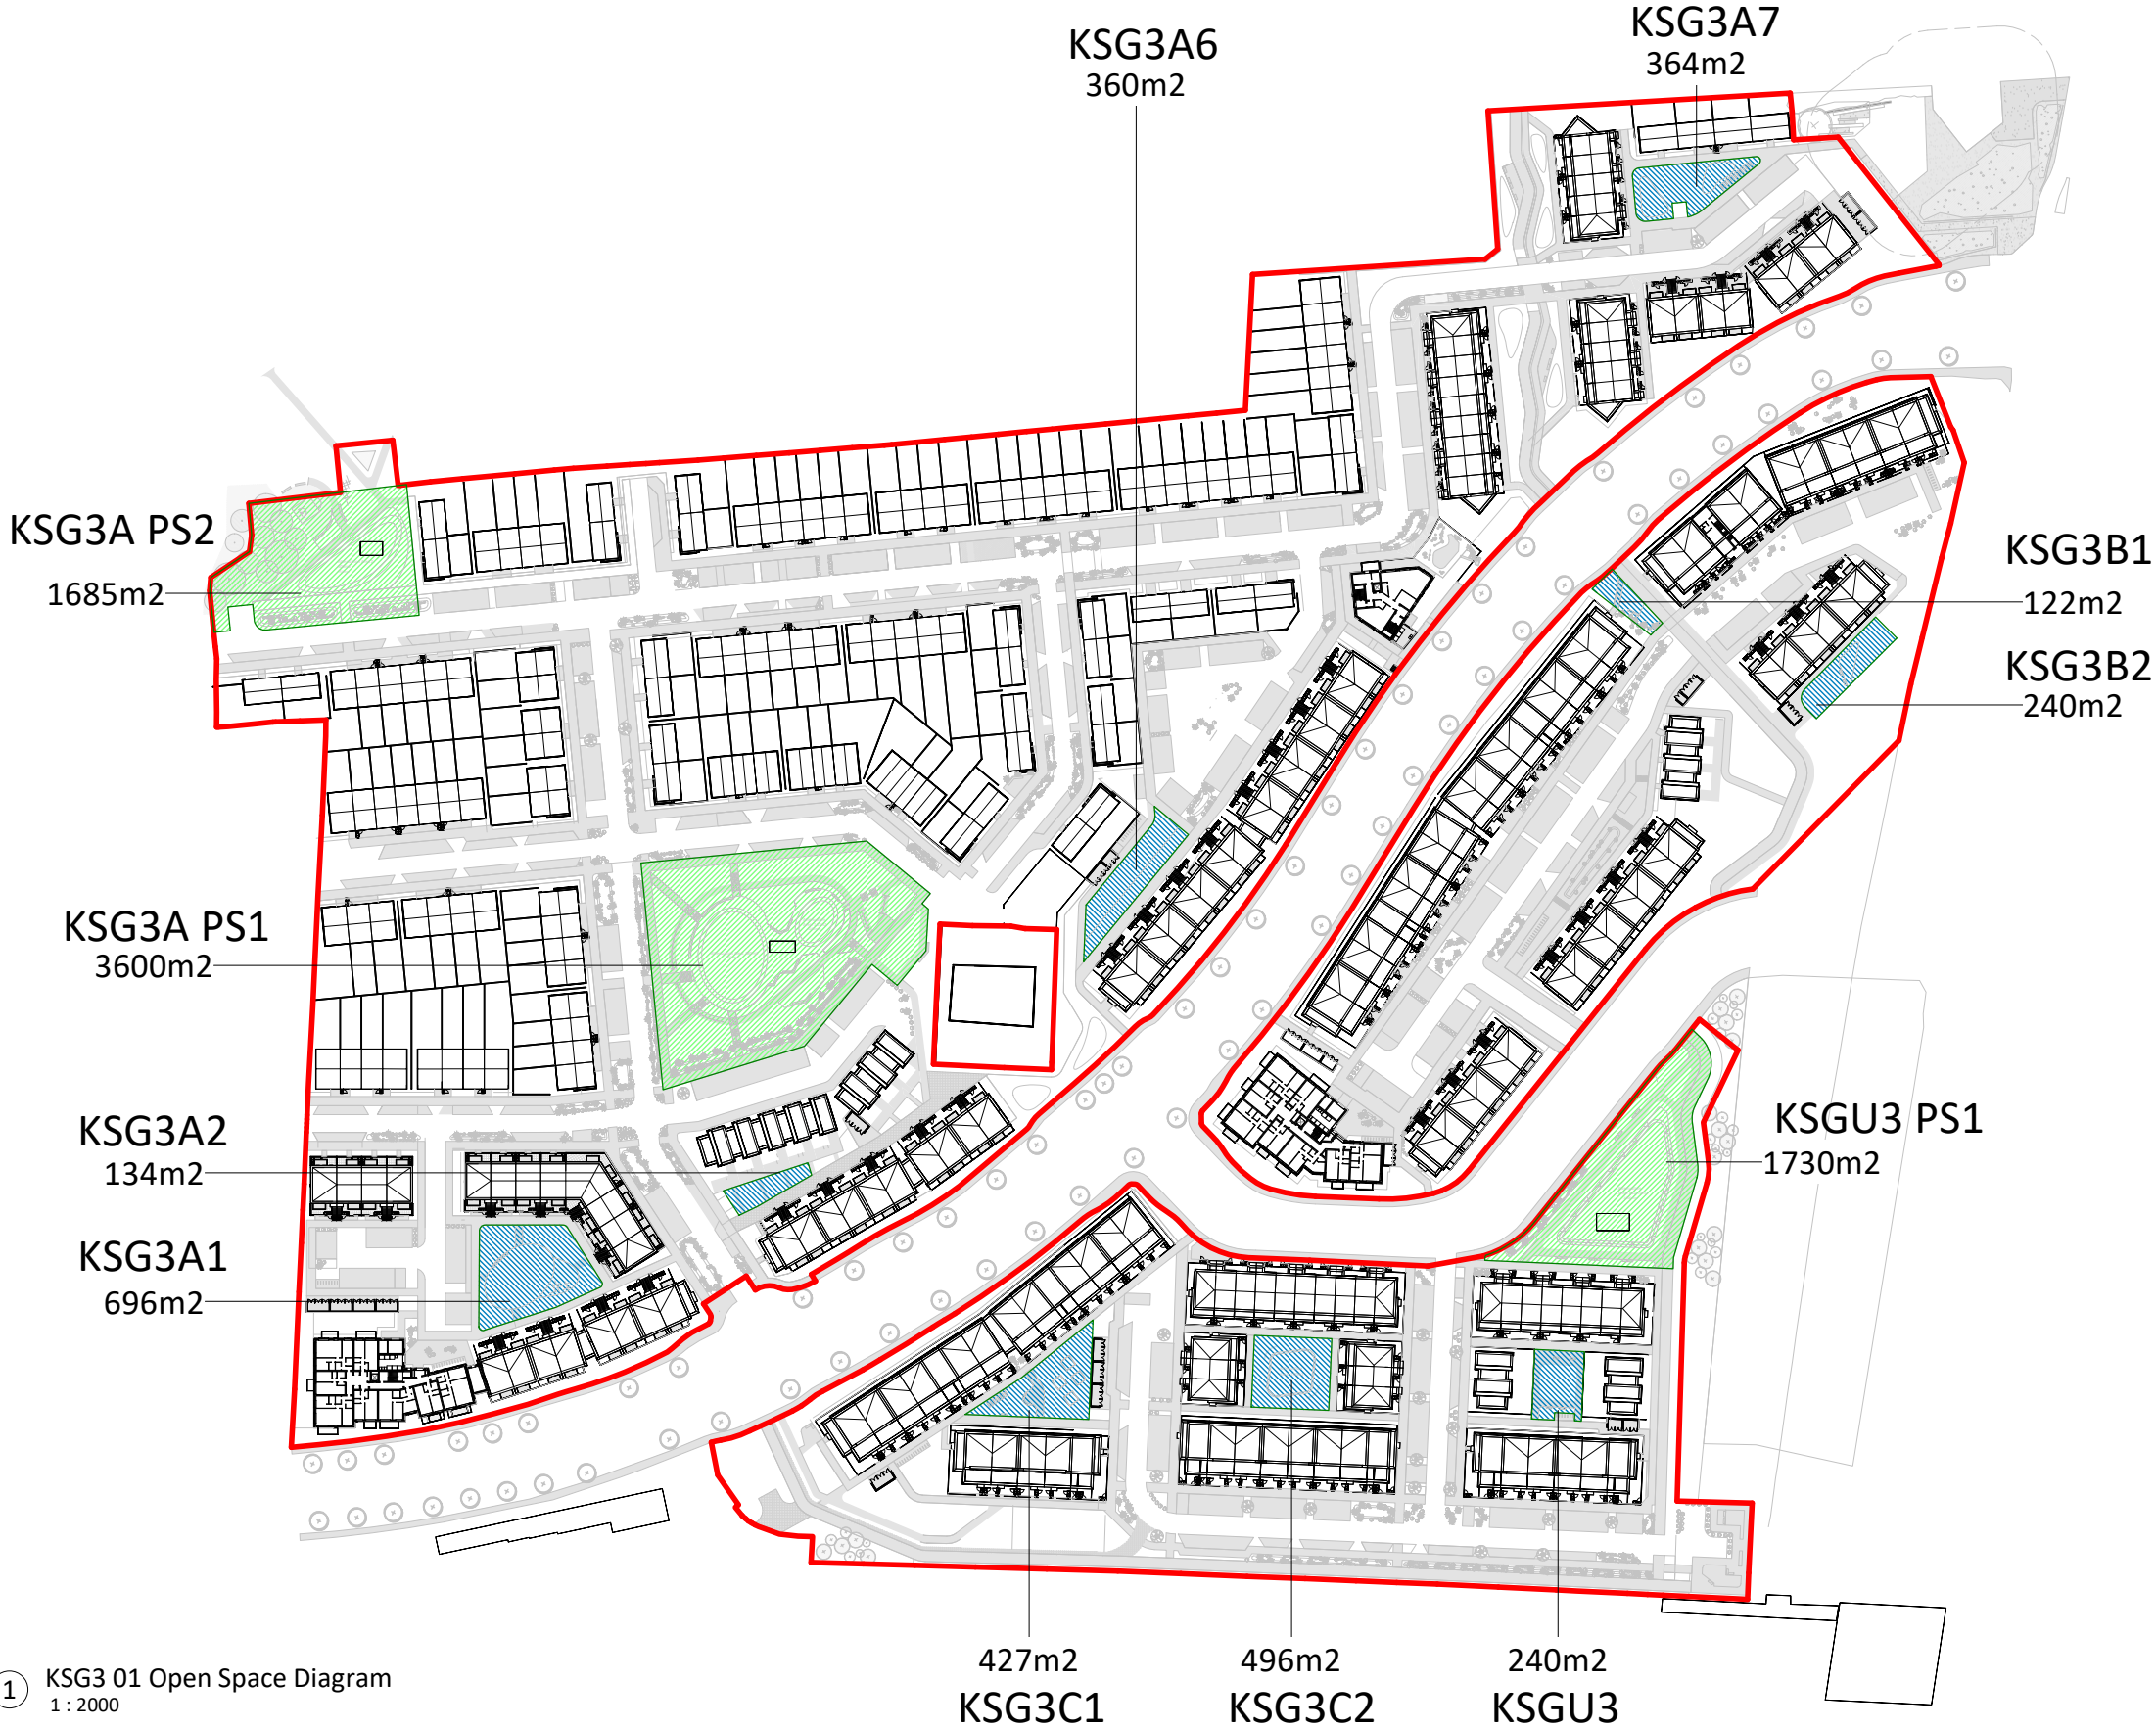 KSG3A7
364m2
KSG3A6
360m2
KSG3A PS2
1685m2
KSG3B1
122m2
KSG3B2
240m2
KSG3A PS1
3600m2
KSG3A2
134m2
KSGU3 PS1
1730m2
KSG3A1
696m2
427m2
KSG3C1
496m2
KSG3C2
240m2
KSGU3
1
KSG3 01 Open Space Diagram
1 : 2000